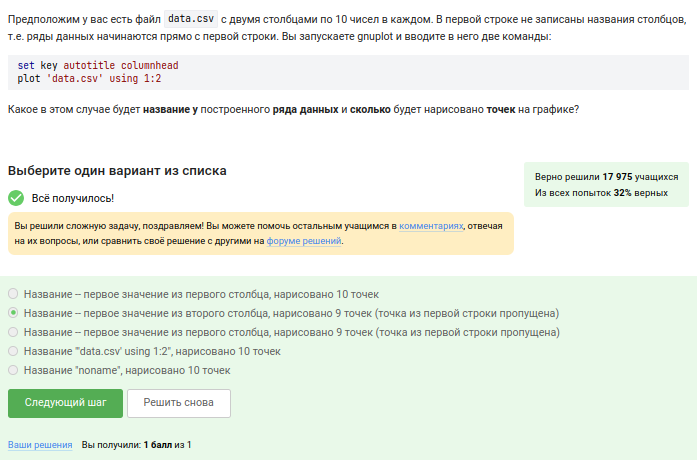 Предположим у вас есть файл data.csv с двумя столбцами по 10 чисел в каждом. В первой строке не записаны названия столбцов,
т.е. ряды данных начинаются прямо с первой строки. Вы запускаете gnuplot и вводите в него две команды:
set key autotitle columnhead
plot 'data.csv' using 1:2
Какое в этом случае будет название у построенного ряда данных и сколько будет нарисовано точек на графике?
Выберите один вариант из списка
Верно решили 17 975 учащихся
Из всех попыток 32% верных
Всё получилось!
Вы решили сложную задачу, поздравляем! Вы можете помочь остальным учащимся в комментариях, отвечая
на их вопросы, или сравнить своё решение с другими на форуме решений.
Название -- первое значение из первого столбца, нарисовано 10 точек
Название -- первое значение из второго столбца, нарисовано 9 точек (точка из первой строки пропущена)
Название -- первое значение из первого столбца, нарисовано 9 точек (точка из первой строки пропущена)
Название "'data.csv' using 1:2", нарисовано 10 точек
Название "noname", нарисовано 10 точек
Следующий шаг
Решить снова
Ваши решения Вы получили: 1 балл из 1